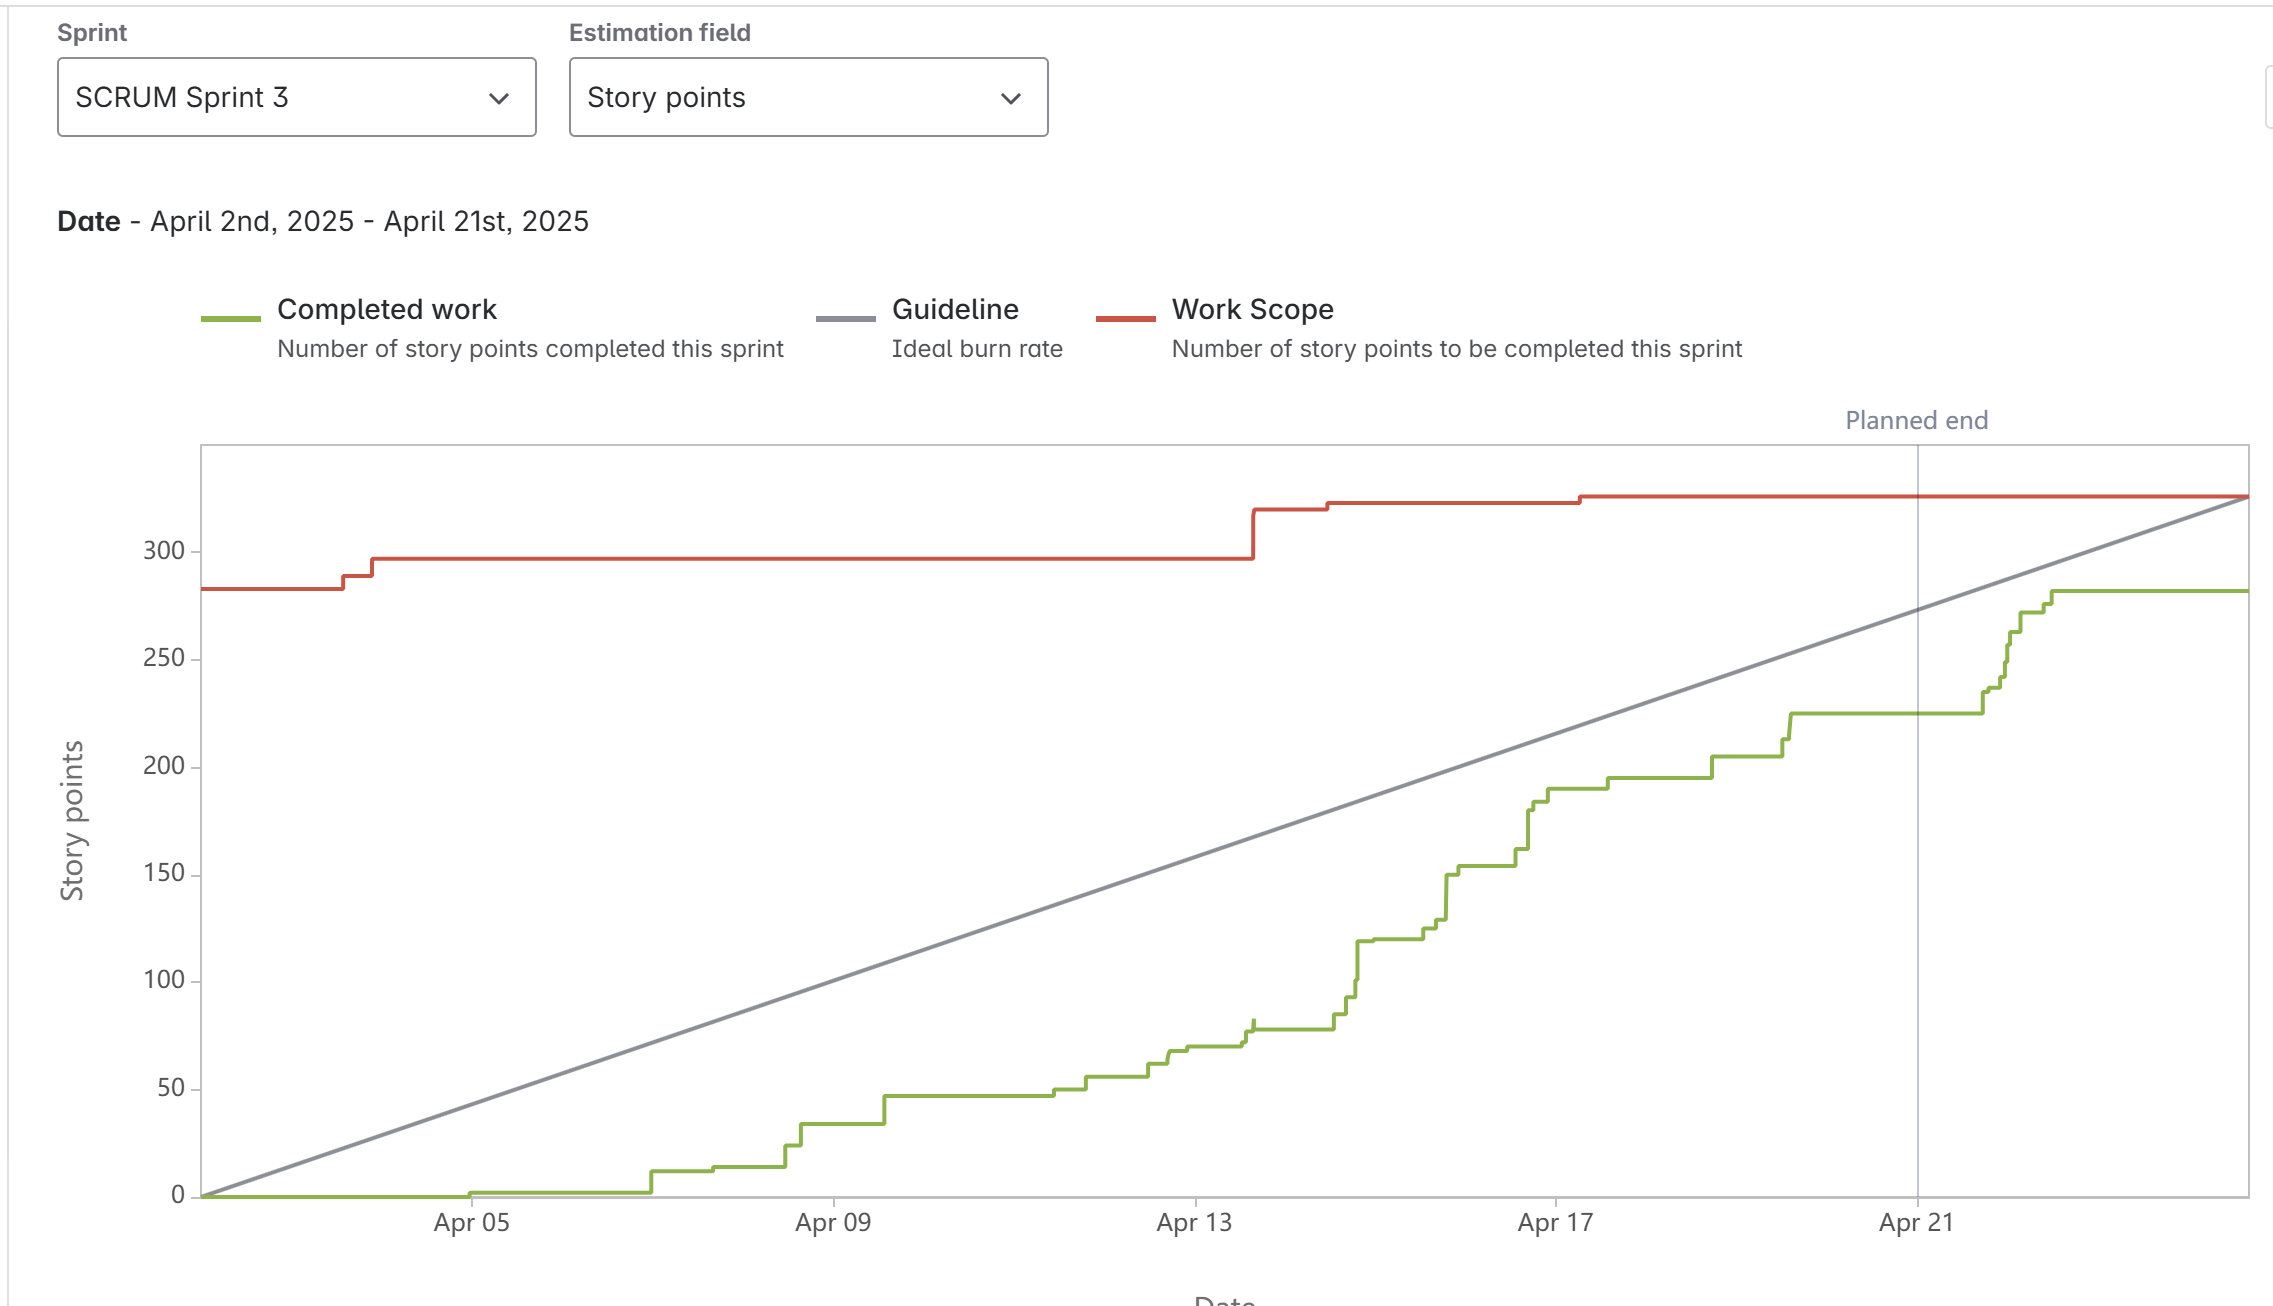 Sprint
Estimation field
SCRUM Sprint 3
Story points
Date - April 2nd, 2025 - April 21st, 2025
Completed work
Number of story points completed this sprint
Guideline
Ideal burn rate
Work Scope
Number of story points to be completed this sprint
Planned end
300
250
200
150
100
50
0
Story points
Apr 05
Apr 09
Apr 13
Apr 17
Apr 21
Date